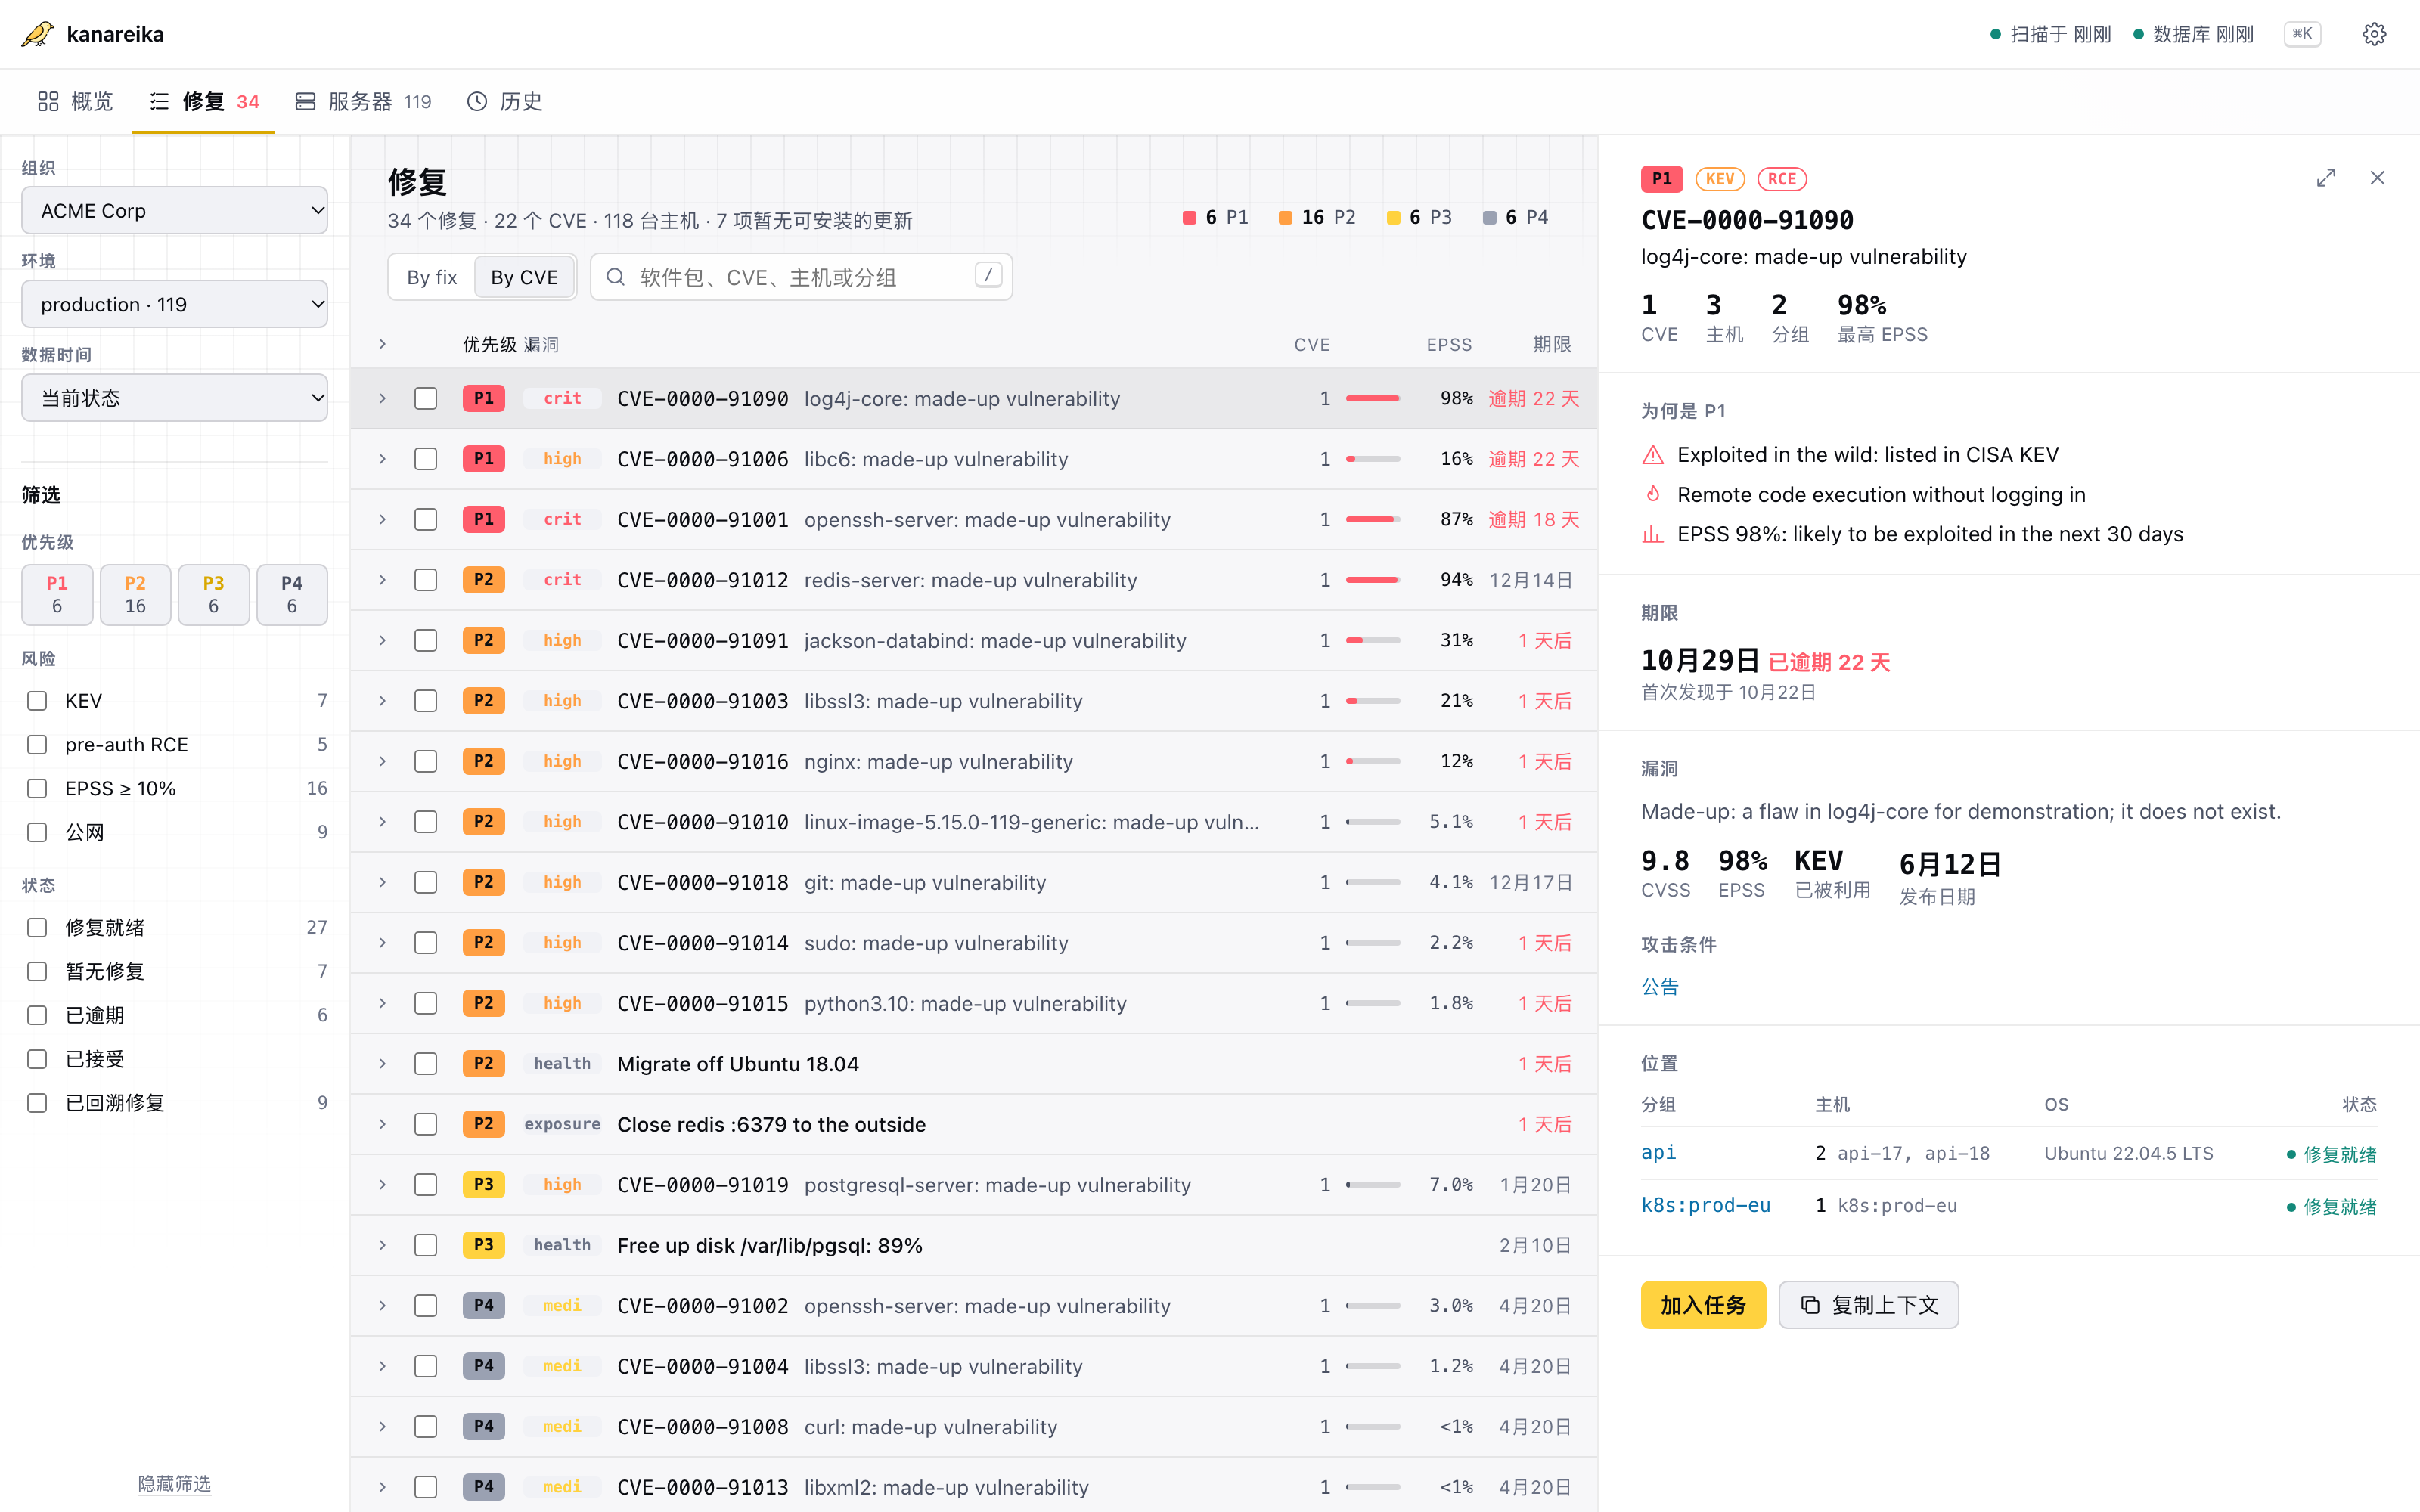 kanareika
扫描于 刚刚
数据库 刚刚
⌘K
概览
修复 34
服务器 119
历史
组织
ACME Corp
环境
production · 119
数据时间
当前状态
筛选
优先级
P1 P2 P3 P4
6 16 6 6
风险
KEV 7
pre-auth RCE 5
EPSS ≥ 10% 16
公网 9
状态
修复就绪 27
暂无修复 7
已逾期 6
已接受
已回溯修复 9
隐藏筛选
修复
34 个修复 · 22 个 CVE · 118 台主机 · 7 项暂无可安装的更新
6 P1 16 P2 6 P3 6 P4
By fix By CVE
软件包、CVE、主机或分组 /
优先级 ↓ 漏洞 CVE EPSS 期限
P1 crit CVE-0000-91090 log4j-core: made-up vulnerability 1 98% 逾期 22 天
P1 high CVE-0000-91006 libc6: made-up vulnerability 1 16% 逾期 22 天
P1 crit CVE-0000-91001 openssh-server: made-up vulnerability 1 87% 逾期 18 天
P2 crit CVE-0000-91012 redis-server: made-up vulnerability 1 94% 12月14日
P2 high CVE-0000-91091 jackson-databind: made-up vulnerability 1 31% 1 天后
P2 high CVE-0000-91003 libssl3: made-up vulnerability 1 21% 1 天后
P2 high CVE-0000-91016 nginx: made-up vulnerability 1 12% 1 天后
P2 high CVE-0000-91010 linux-image-5.15.0-119-generic: made-up vuln... 1 5.1% 1 天后
P2 high CVE-0000-91018 git: made-up vulnerability 1 4.1% 12月17日
P2 high CVE-0000-91014 sudo: made-up vulnerability 1 2.2% 1 天后
P2 high CVE-0000-91015 python3.10: made-up vulnerability 1 1.8% 1 天后
P2 health Migrate off Ubuntu 18.04 1 天后
P2 exposure Close redis :6379 to the outside 1 天后
P3 high CVE-0000-91019 postgresql-server: made-up vulnerability 1 7.0% 1月20日
P3 health Free up disk /var/lib/pgsql: 89% 2月10日
P4 medi CVE-0000-91002 openssh-server: made-up vulnerability 1 3.0% 4月20日
P4 medi CVE-0000-91004 libssl3: made-up vulnerability 1 1.2% 4月20日
P4 medi CVE-0000-91008 curl: made-up vulnerability 1 <1% 4月20日
P4 medi CVE-0000-91013 libxml2: made-up vulnerability 1 <1% 4月20日
P1 KEV RCE
CVE-0000-91090
log4j-core: made-up vulnerability
1 3 2 98%
CVE 主机 分组 最高 EPSS
为何是 P1
Exploited in the wild: listed in CISA KEV
Remote code execution without logging in
EPSS 98%: likely to be exploited in the next 30 days
期限
10月29日 已逾期 22 天
首次发现于 10月22日
漏洞
Made-up: a flaw in log4j-core for demonstration; it does not exist.
9.8 98% KEV 6月12日
CVSS EPSS 已被利用 发布日期
攻击条件
公告
位置
分组 主机 OS 状态
api 2 api-17, api-18 Ubuntu 22.04.5 LTS 修复就绪
k8s:prod-eu 1 k8s:prod-eu 修复就绪
加入任务 复制上下文